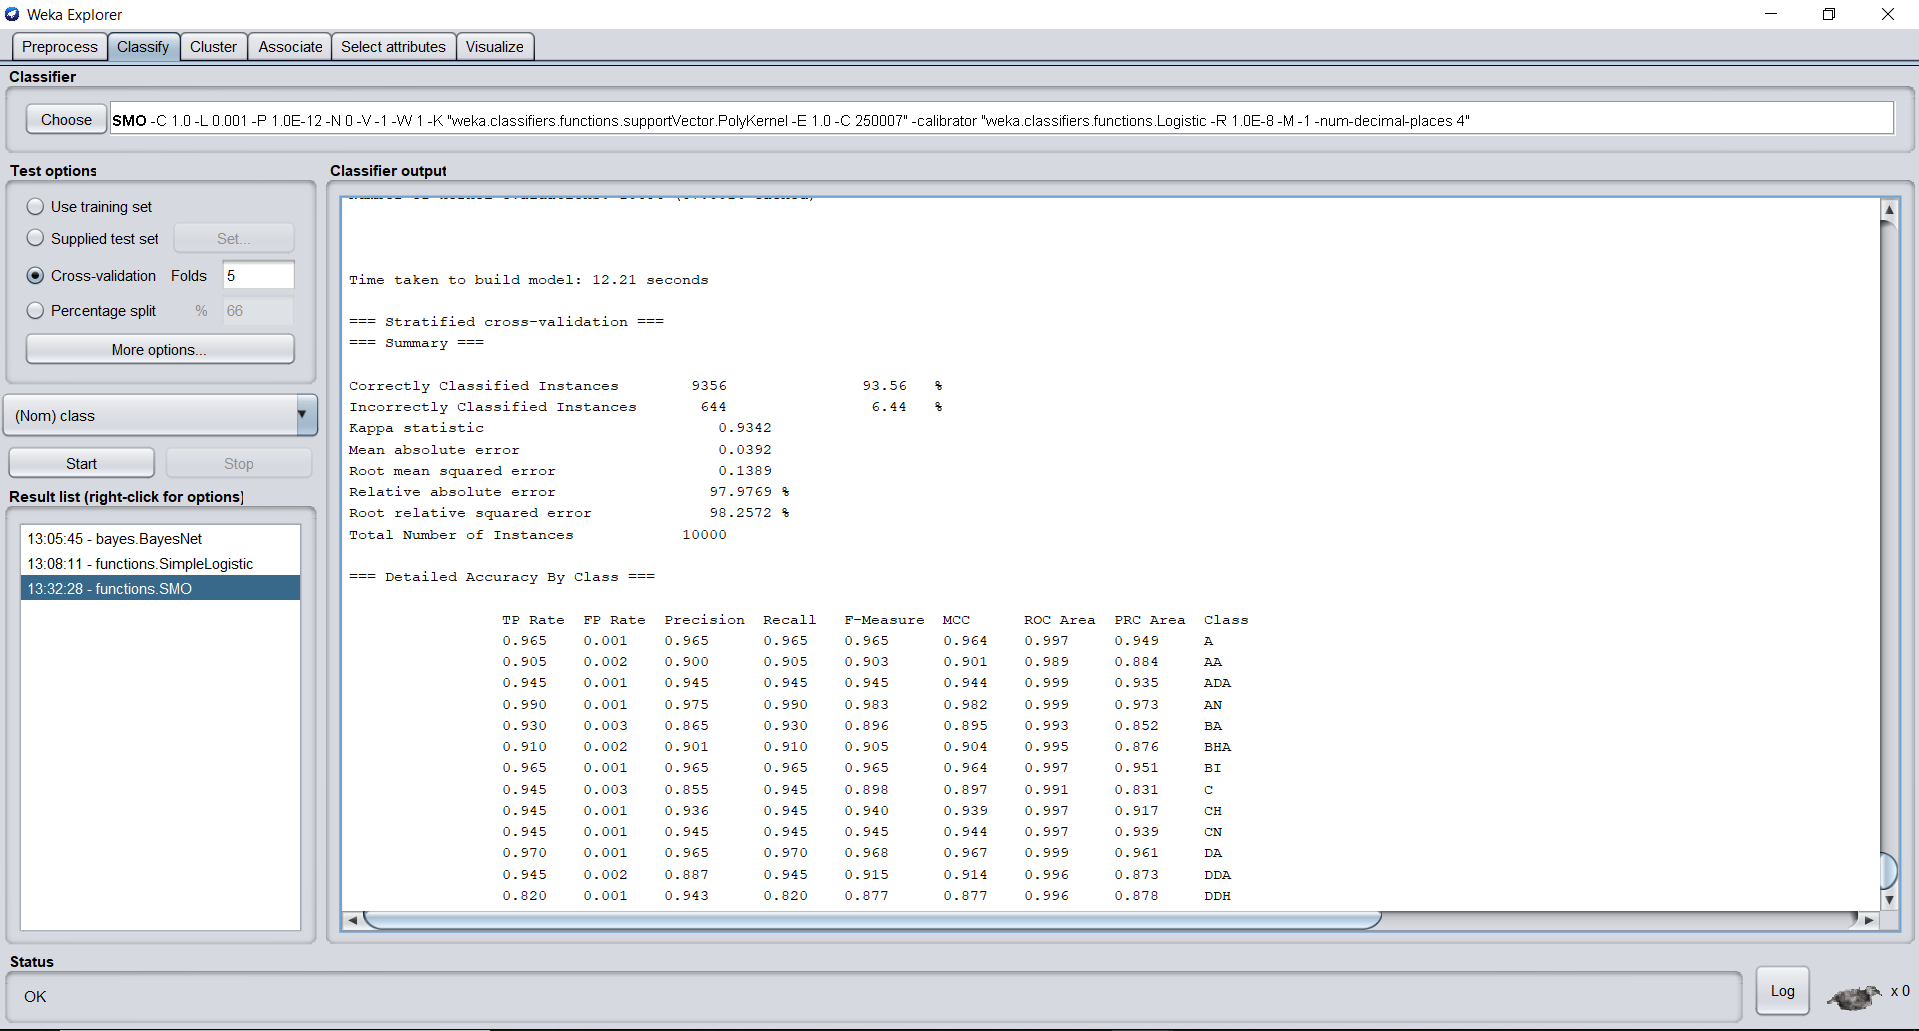 Weka Explorer
Preprocess Classify Cluster Associate Select attributes Visualize
Classifier
Choose SMO -C 1.0 -L 0.001 -P 1.0E-12 -N 0 -V -1 -W 1 -K "weka.classifiers.functions.supportVector.PolyKernel -E 1.0 -C 250007" -calibrator "weka.classifiers.functions.Logistic -R 1.0E-8 -M -1 -num-decimal-places 4"
Test options
Use training set
Supplied test set Set...
Cross-validation Folds 5
Percentage split % 66
More options...
(Nom) class
Start Stop
Result list (right-click for options)
13:05:45 - bayes.BayesNet
13:08:11 - functions.SimpleLogistic
13:32:28 - functions.SMO
Classifier output
Time taken to build model: 12.21 seconds
=== Stratified cross-validation ===
=== Summary ===
Correctly Classified Instances 9356 93.56 %
Incorrectly Classified Instances 644 6.44 %
Kappa statistic 0.9342
Mean absolute error 0.0392
Root mean squared error 0.1389
Relative absolute error 97.9769 %
Root relative squared error 98.2572 %
Total Number of Instances 10000
=== Detailed Accuracy By Class ===
TP Rate FP Rate Precision Recall F-Measure MCC ROC Area PRC Area Class
0.965 0.001 0.965 0.965 0.965 0.964 0.997 0.949 A
0.905 0.002 0.900 0.905 0.903 0.901 0.989 0.884 AA
0.945 0.001 0.945 0.945 0.945 0.944 0.999 0.935 ADA
0.990 0.001 0.975 0.990 0.983 0.982 0.999 0.973 AN
0.930 0.003 0.865 0.930 0.896 0.895 0.993 0.852 BA
0.910 0.002 0.901 0.910 0.905 0.904 0.995 0.876 BHA
0.965 0.001 0.965 0.965 0.965 0.964 0.997 0.951 BI
0.945 0.003 0.855 0.945 0.898 0.897 0.991 0.831 C
0.945 0.001 0.936 0.945 0.940 0.939 0.997 0.917 CH
0.945 0.001 0.945 0.945 0.945 0.944 0.997 0.939 CN
0.970 0.001 0.965 0.970 0.968 0.967 0.999 0.961 DA
0.945 0.002 0.887 0.945 0.915 0.914 0.996 0.873 DDA
0.820 0.001 0.943 0.820 0.877 0.877 0.996 0.878 DDH
Status
OK
Log x 0